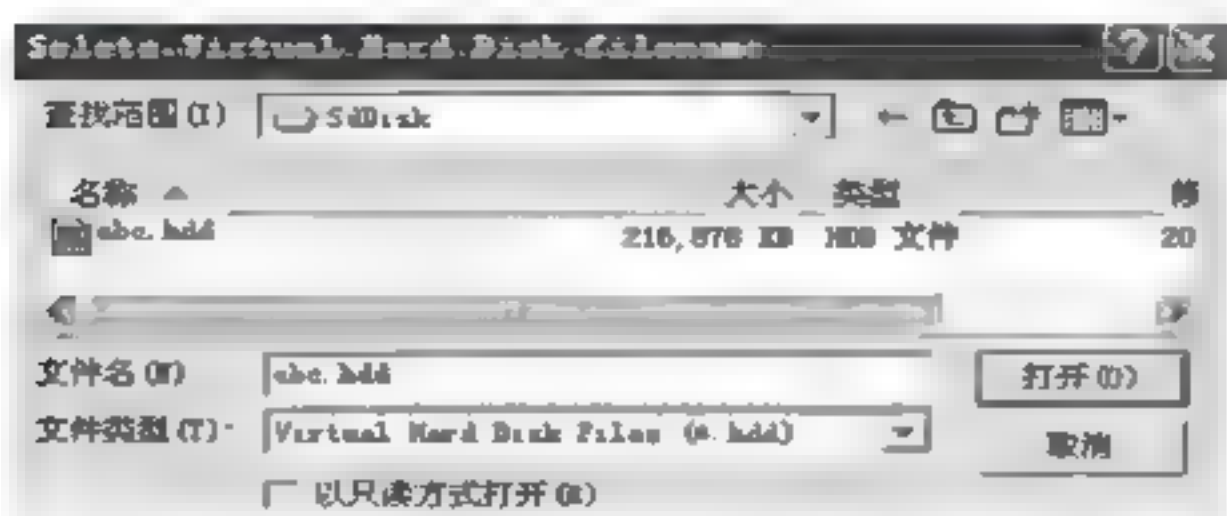 Selete Virtual Hard Disk filename
查找范围(I) SdDisk
名称 大小 类型 修
abc.hdd 216,576 KB HDD 文件 20
文件名(N) abc.hdd 打开(O)
文件类型(T) Virtual Hard Disk Files (*.hdd) 取消
以只读方式打开(R)